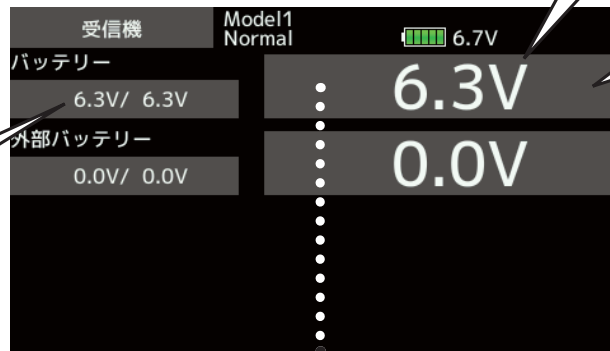 受信機
Model1
Normal
6.7V
バッテリー
6.3V/ 6.3V
6.3V
外部バッテリー
0.0V/ 0.0V
0.0V